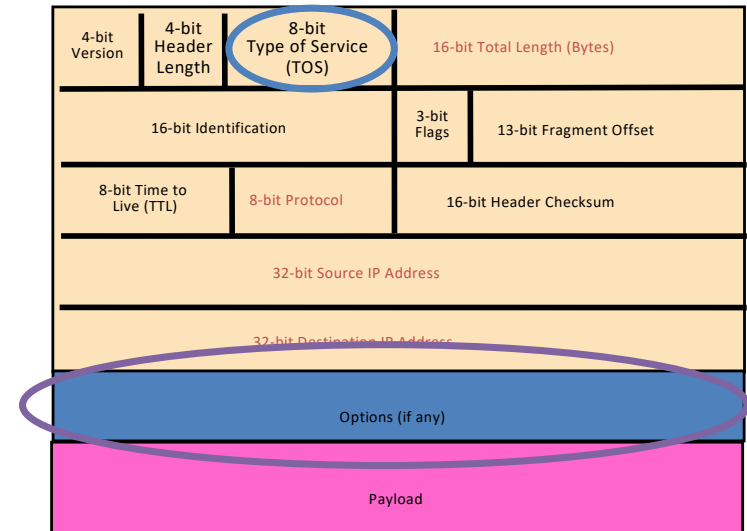 4-bit
Version
4-bit
Header
Length
8-bit
Type of Service
(TOS)
16-bit Total Length (Bytes)
16-bit Identification
3-bit
Flags
13-bit Fragment Offset
8-bit Time to
Live (TTL)
8-bit Protocol
16-bit Header Checksum
32-bit Source IP Address
32-bit Destination IP Address
Options (if any)
Payload